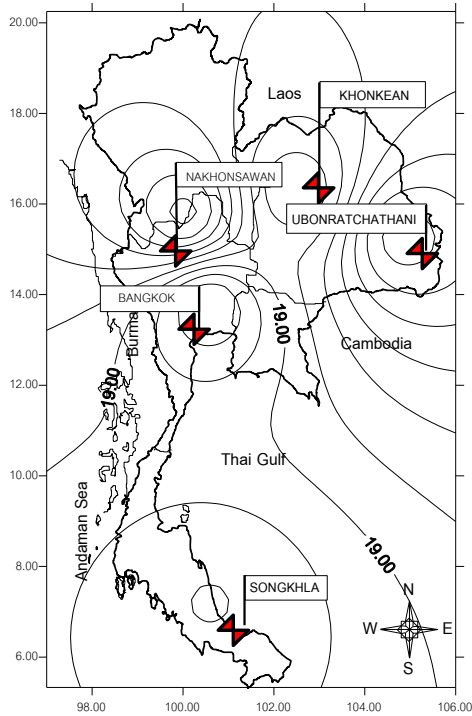 20.00
Laos
KHONKEAN
18.00
NAKHONSAWAN
16.00
UBONRATCHATHANI
14.00
BANGKOK
Burma
19.00
Cambodia
12.00
19.00
Thai Gulf
10.00
Andaman Sea
8.00
19.00
SONGKHLA
N
W E
S
6.00
98.00 100.00 102.00 104.00 106.00